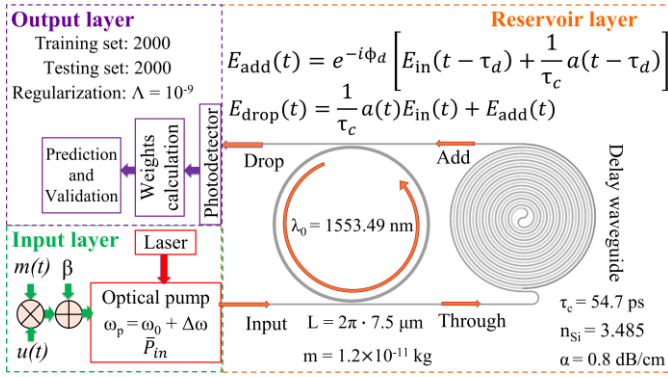 Output layer
Training set: 2000
Testing set: 2000
Regularization: Λ = 10⁻⁹
Prediction
and
Validation
Weights
calculation
Photodetector
Reservoir layer
E_add(t) = e^{-iϕ_d} [E_in(t − τ_d) + 1/τ_c a(t − τ_d)]
E_drop(t) = 1/τ_c a(t)E_in(t) + E_add(t)
Drop
Add
λ₀ = 1553.49 nm
Delay waveguide
Input
Through
L = 2π · 7.5 μm
m = 1.2×10⁻¹¹ kg
τ_c = 54.7 ps
n_Si = 3.485
α = 0.8 dB/cm
Input layer
m(t)
β
u(t)
Laser
Optical pump
ω_p = ω₀ + Δω
P̄_in